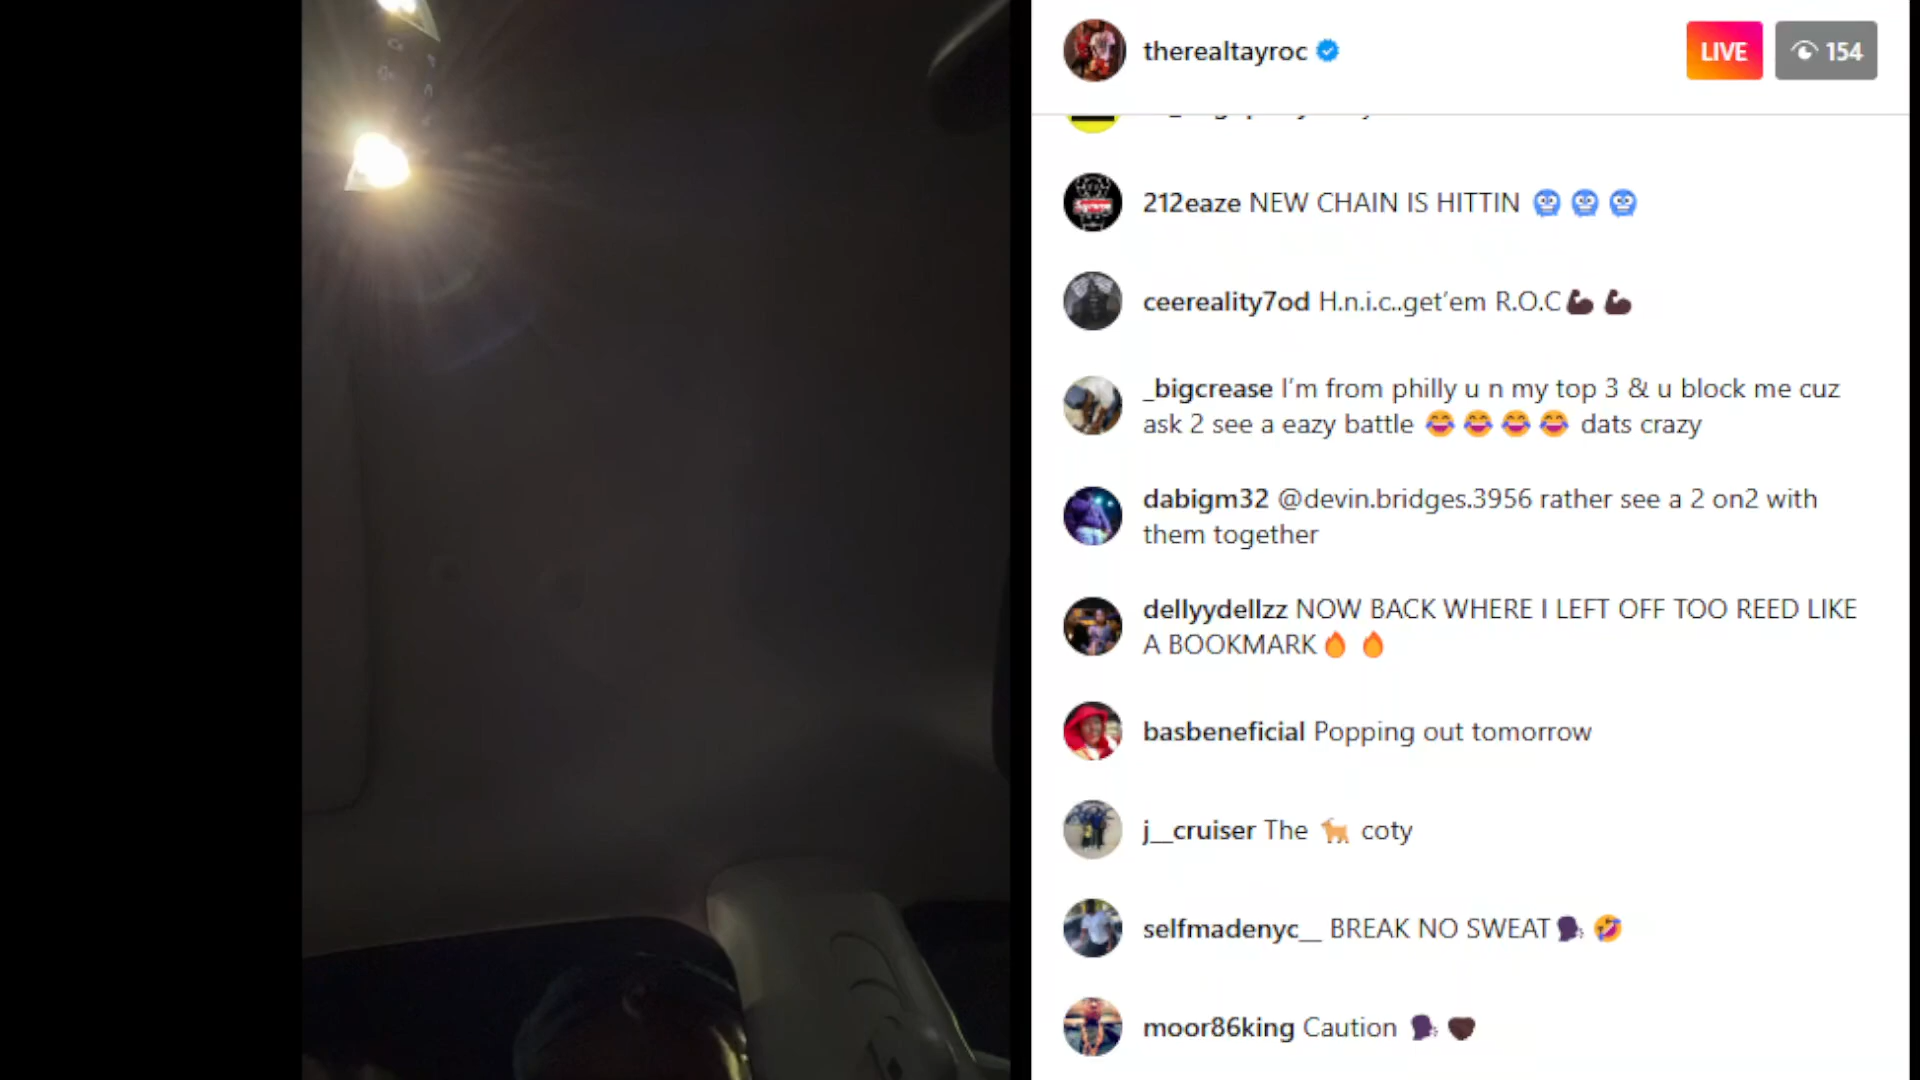 therealtayroc
LIVE
154
212eaze NEW CHAIN IS HITTIN 🥶 🥶 🥶
ceereality7od H.n.i.c..get'em R.O.C💪🏿 💪🏿
_bigcrease I'm from philly u n my top 3 & u block me cuz
ask 2 see a eazy battle 😂 😂 😂 😂 dats crazy
dabigm32 @devin.bridges.3956 rather see a 2 on2 with
them together
dellyydellzz NOW BACK WHERE I LEFT OFF TOO REED LIKE
A BOOKMARK🔥 🔥
basbeneficial Popping out tomorrow
j__cruiser The 🐐 coty
selfmadenyc__ BREAK NO SWEAT🗣 🤣
moor86king Caution 🗣